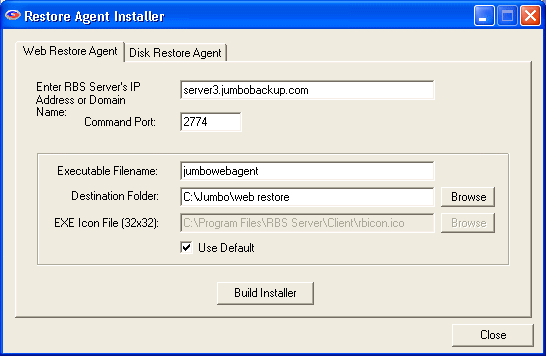 Restore Agent Installer
Web Restore Agent
Disk Restore Agent
Enter RBS Server's IP
Address or Domain
Name:
server3.jumbobackup.com
Command Port:
2774
Executable Filename:
jumbowebagent
Destination Folder:
C:\Jumbo\web restore
Browse
EXE Icon File (32x32):
C:\Program Files\RBS Server\Client\rbicon.ico
Browse
Use Default
Build Installer
Close